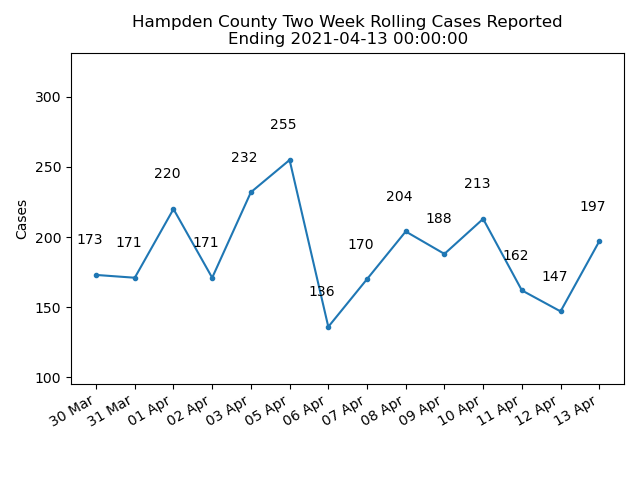 Hampden County Two Week Rolling Cases Reported
Ending 2021-04-13 00:00:00
Cases
300
250
200
150
100
173
171
220
171
232
255
136
170
204
188
213
162
147
197
30 Mar
31 Mar
01 Apr
02 Apr
03 Apr
05 Apr
06 Apr
07 Apr
08 Apr
09 Apr
10 Apr
11 Apr
12 Apr
13 Apr